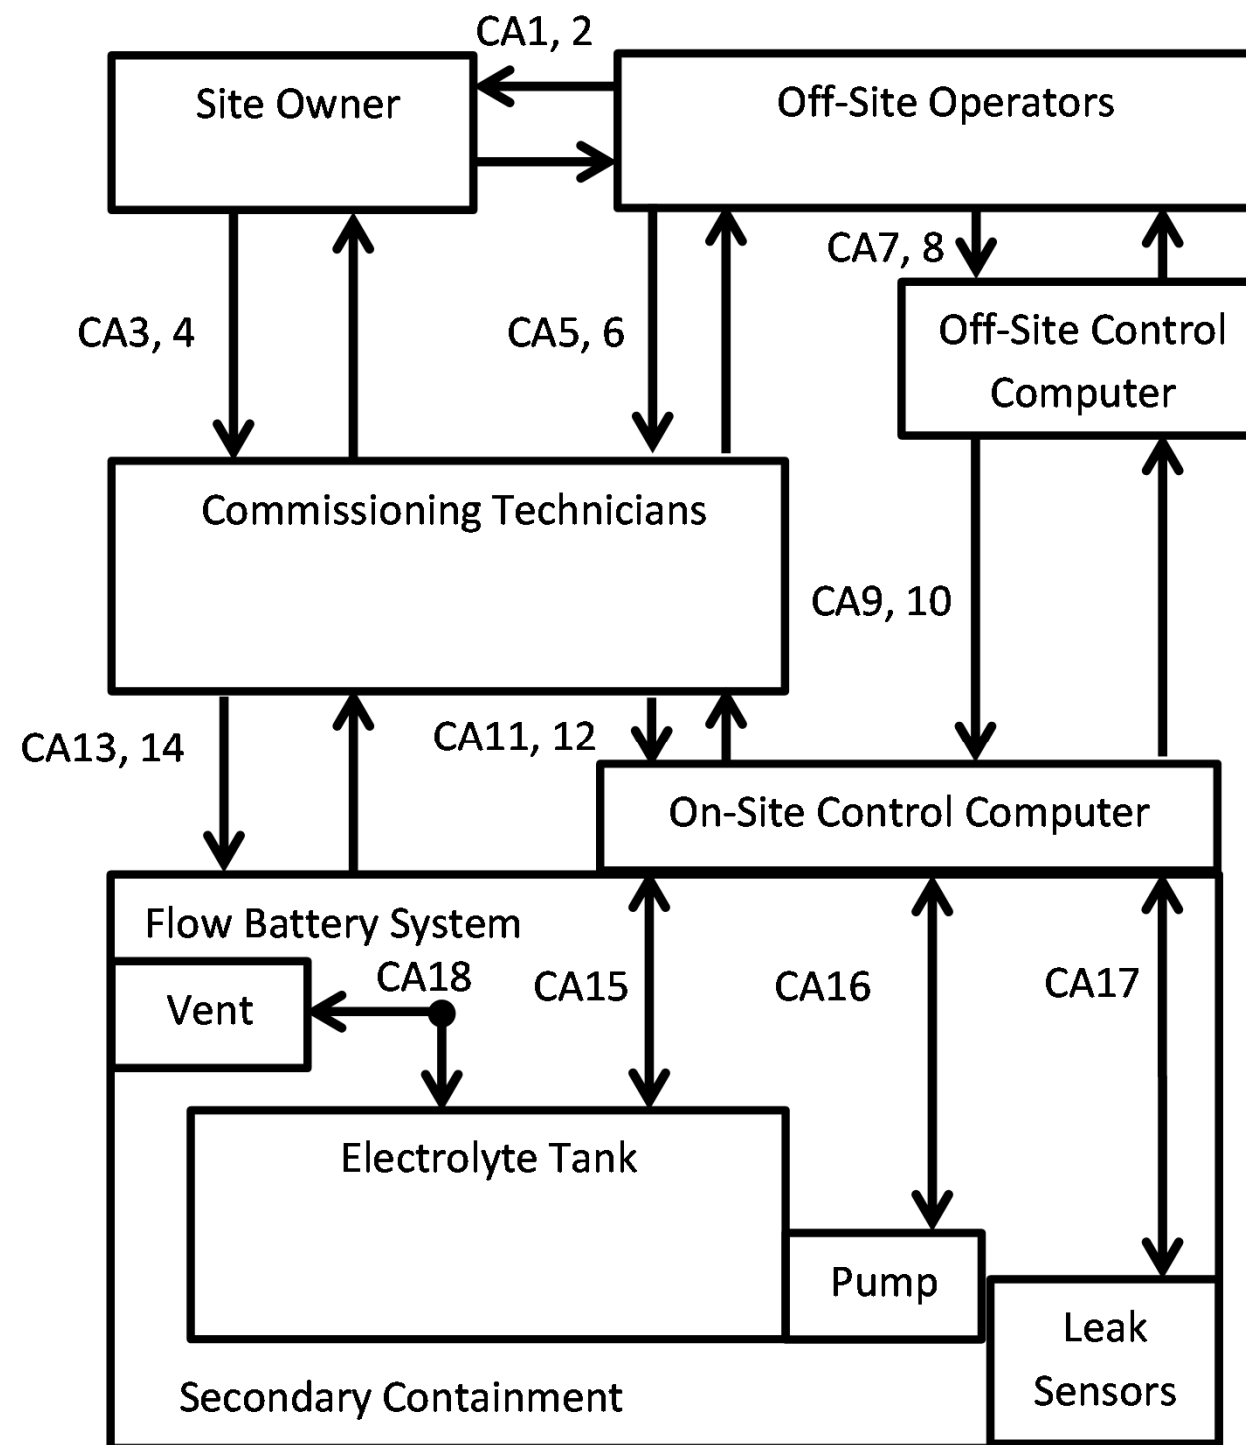 CA1, 2
Site Owner
Off-Site Operators
CA7, 8
CA3, 4
CA5, 6
Off-Site Control
Computer
Commissioning Technicians
CA9, 10
CA13, 14
CA11, 12
On-Site Control Computer
Flow Battery System
CA18
CA15
CA16
CA17
Vent
Electrolyte Tank
Pump
Leak
Sensors
Secondary Containment